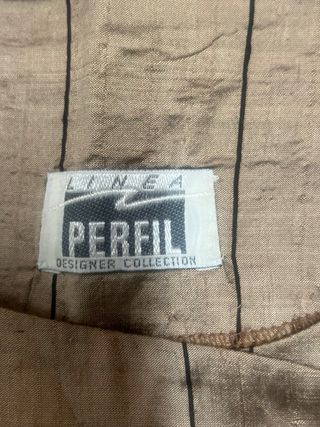 LINEA
PERFIL
DESIGNER COLLECTION